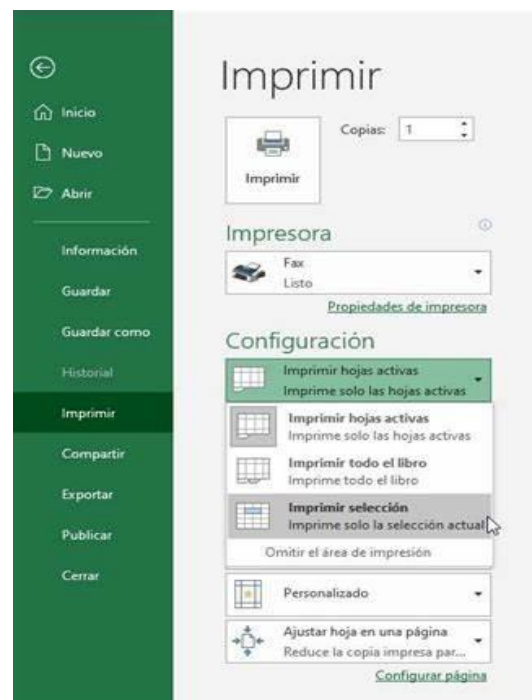 Inicio
Nuevo
Abrir
Información
Guardar
Guardar como
Historial
Imprimir
Compartir
Exportar
Publicar
Cerrar
Imprimir
Copias: 1
Imprimir
Impresora
Fax
Listo
Propiedades de impresora
Configuración
Imprimir hojas activas
Imprime solo las hojas activas
Imprimir hojas activas
Imprime solo las hojas activas
Imprimir todo el libro
Imprime todo el libro
Imprimir selección
Imprime solo la selección actual
Omitir el área de impresión
Personalizado
Ajustar hoja en una página
Reduce la copia impresa par...
Configurar página